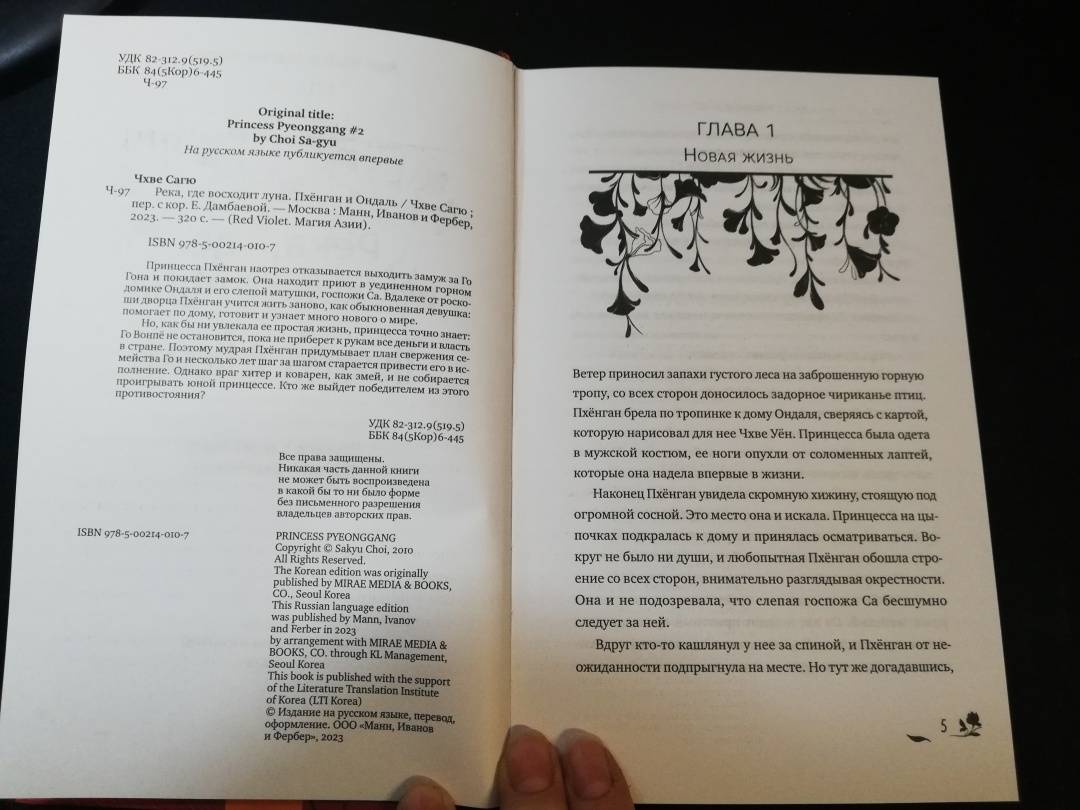 УДК 82-312.9(519.5)
ББК 84(5Кор)6-445
Ч-97
Original title:
Princess Pyeonggang #2
by Choi Sa-gyu
На русском языке публикуется впервые
Чхве Сагю
Ч-97 Река, где восходит луна. Пхёнган и Ондаль / Чхве Сагю ;
пер. с кор. Е. Дамбаевой. — Москва : Манн, Иванов и Фербер,
2023. — 320 с. — (Red Violet. Магия Азии).
ISBN 978-5-00214-010-7
Принцесса Пхёнган наотрез отказывается выходить замуж за Го
Гона и покидает замок. Она находит приют в уединенном горном
домике Ондаля и его слепой матушки, госпожи Са. Вдалеке от роско-
ши дворца Пхёнган учится жить заново, как обыкновенная девушка:
помогает по дому, готовит и узнает много нового о мире.
Но, как бы ни увлекала ее простая жизнь, принцесса точно знает:
Го Вонпё не остановится, пока не приберет к рукам все деньги и власть
в стране. Поэтому мудрая Пхёнган придумывает план свержения се-
мейства Го и несколько лет шаг за шагом старается привести его в ис-
полнение. Однако враг хитер и коварен, как змей, и не собирается
проигрывать юной принцессе. Кто же выйдет победителем из этого
противостояния?
УДК 82-312.9(519.5)
ББК 84(5Кор)6-445
Все права защищены.
Никакая часть данной книги
не может быть воспроизведена
в какой бы то ни было форме
без письменного разрешения
владельцев авторских прав.
ISBN 978-5-00214-010-7
PRINCESS PYEONGGANG
Copyright © Sakyu Choi, 2010
All Rights Reserved.
The Korean edition was originally
published by MIRAE MEDIA & BOOKS,
CO., Seoul Korea
This Russian language edition
was published by Mann, Ivanov
and Ferber in 2023
by arrangement with MIRAE MEDIA &
BOOKS, CO. through KL Management,
Seoul Korea
This book is published with the support
of the Literature Translation Institute
of Korea (LTI Korea)
© Издание на русском языке, перевод,
оформление. ООО «Манн, Иванов
и Фербер», 2023
ГЛАВА 1
Новая жизнь
Ветер приносил запахи густого леса на заброшенную горную
тропу, со всех сторон доносилось задорное чириканье птиц.
Пхёнган брела по тропинке к дому Ондаля, сверяясь с картой,
которую нарисовал для нее Чхве Уён. Принцесса была одета
в мужской костюм, ее ноги опухли от соломенных лаптей,
которые она надела впервые в жизни.
Наконец Пхёнган увидела скромную хижину, стоящую под
огромной сосной. Это место она и искала. Принцесса на цы-
почках подкралась к дому и принялась осматриваться. Во-
круг не было ни души, и любопытная Пхёнган обошла стро-
ение со всех сторон, внимательно разглядывая окрестности.
Она и не подозревала, что слепая госпожа Са бесшумно
следует за ней.
Вдруг кто-то кашлянул у нее за спиной, и Пхёнган от не-
ожиданности подпрыгнула на месте. Но тут же догадавшись,
5